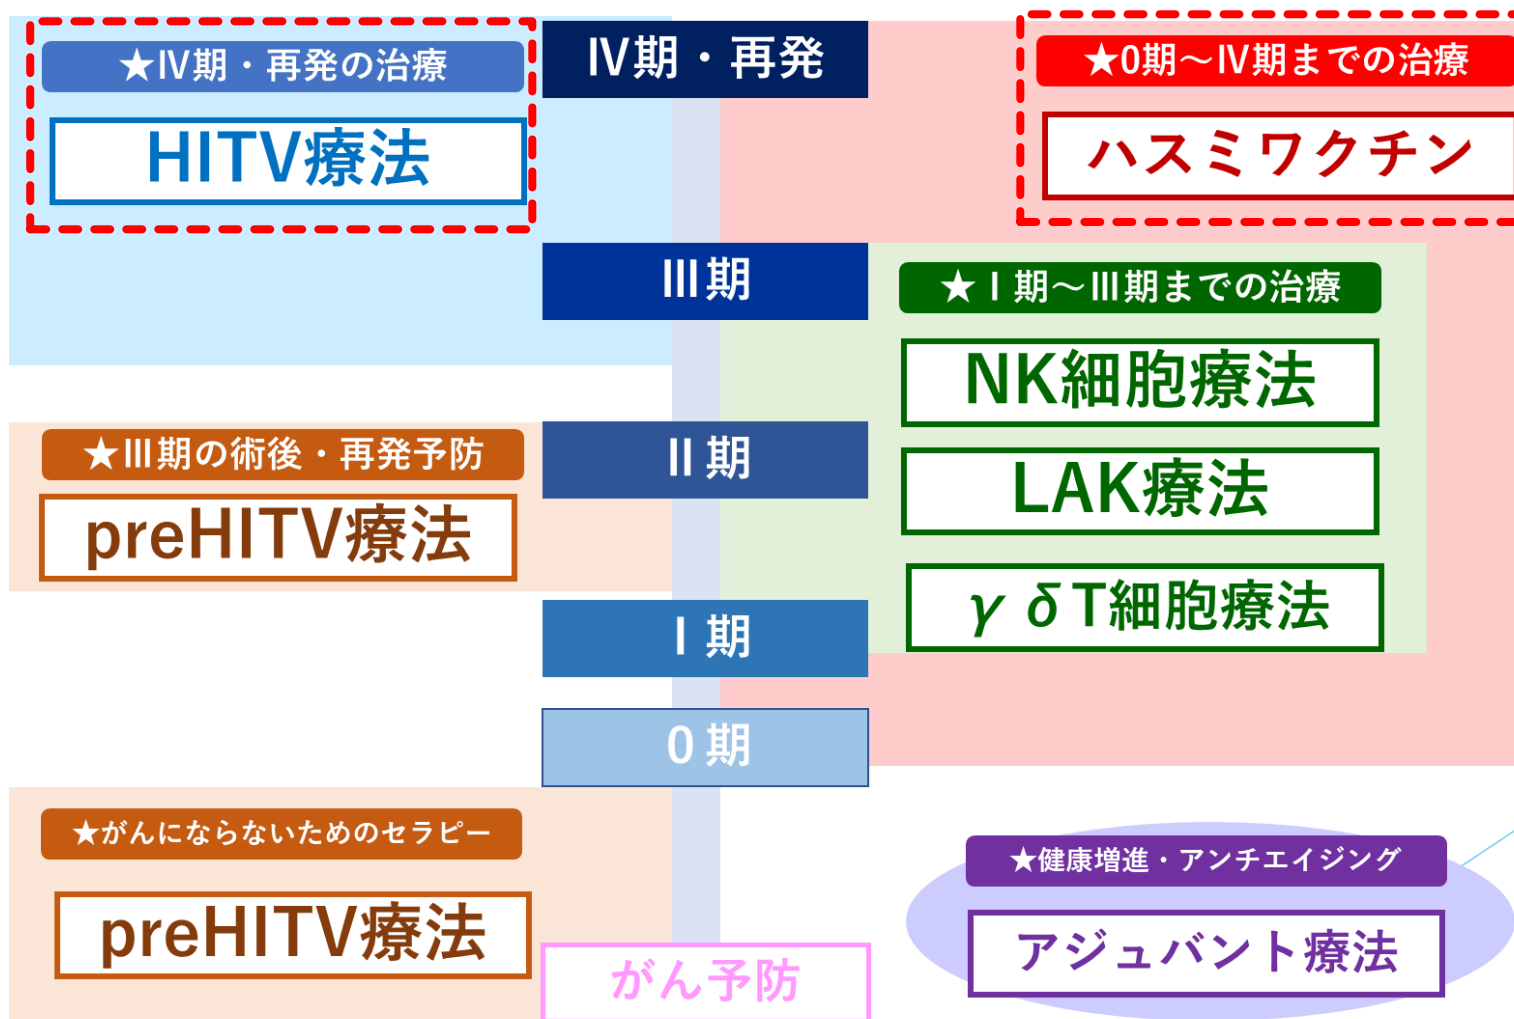 ★Ⅳ期・再発の治療
HITV療法
Ⅳ期・再発
★0期～Ⅳ期までの治療
ハスミワクチン
Ⅲ期
★Ⅰ期～Ⅲ期までの治療
NK細胞療法
LAK療法
γδT細胞療法
★Ⅲ期の術後・再発予防
preHITV療法
Ⅱ期
Ⅰ期
0期
★がんにならないためのセラピー
preHITV療法
がん予防
★健康増進・アンチエイジング
アジュバント療法